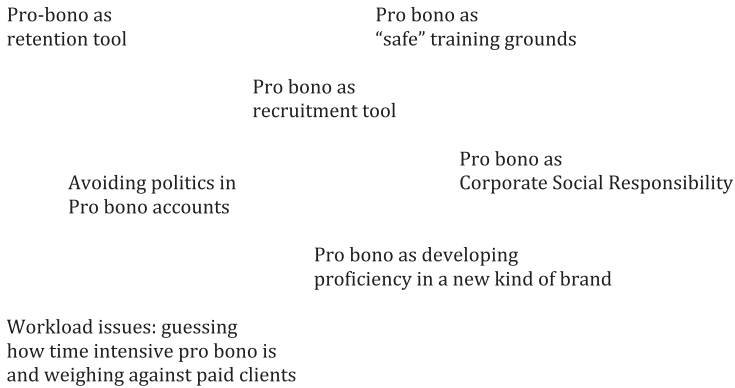 Pro-bono as
retention tool
Pro bono as
“safe” training grounds
Pro bono as
recruitment tool
Pro bono as
Corporate Social Responsibility
Avoiding politics in
Pro bono accounts
Pro bono as developing
proficiency in a new kind of brand
Workload issues: guessing
how time intensive pro bono is
and weighing against paid clients